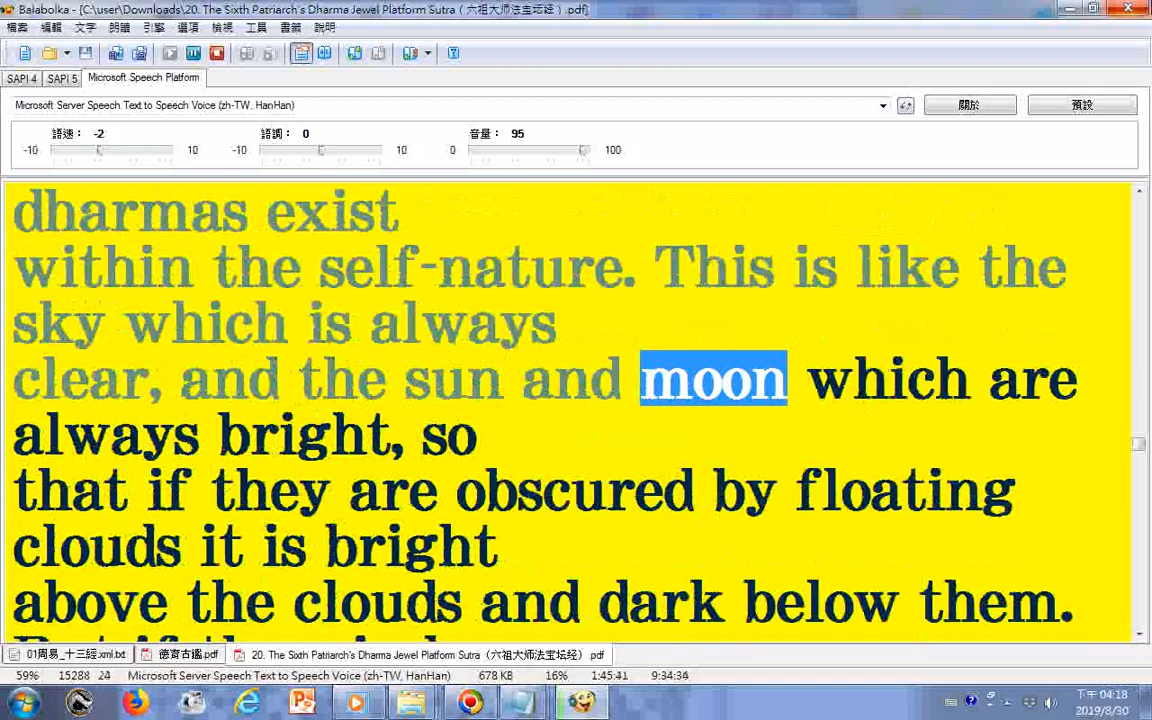 Balabolka - [C:\user\Downloads\20. The Sixth Patriarch's Dharma Jewel Platform Sutra（六祖大师法宝坛经）.pdf]
檔案 編輯 文字 朗讀 引擎 選項 檢視 工具 書籤 說明
SAPI 4 SAPI 5 Microsoft Speech Platform
Microsoft Server Speech Text to Speech Voice (zh-TW, HanHan) 關於 預設
語速： -2 語調： 0 音量： 95
-10 10 -10 10 0 100
dharmas exist
within the self-nature. This is like the
sky which is always
clear, and the sun and moon which are
always bright, so
that if they are obscured by floating
clouds it is bright
above the clouds and dark below them.
01周易_十三經.xml.txt 德育古鑑.pdf 20. The Sixth Patriarch's Dharma Jewel Platform Sutra（六祖大师法宝坛经）.pdf
59% 15288 24 Microsoft Server Speech Text to Speech Voice (zh-TW, HanHan) 678 KB 16% 1:45:41 9:34:34
下午 04:18
2019/8/30